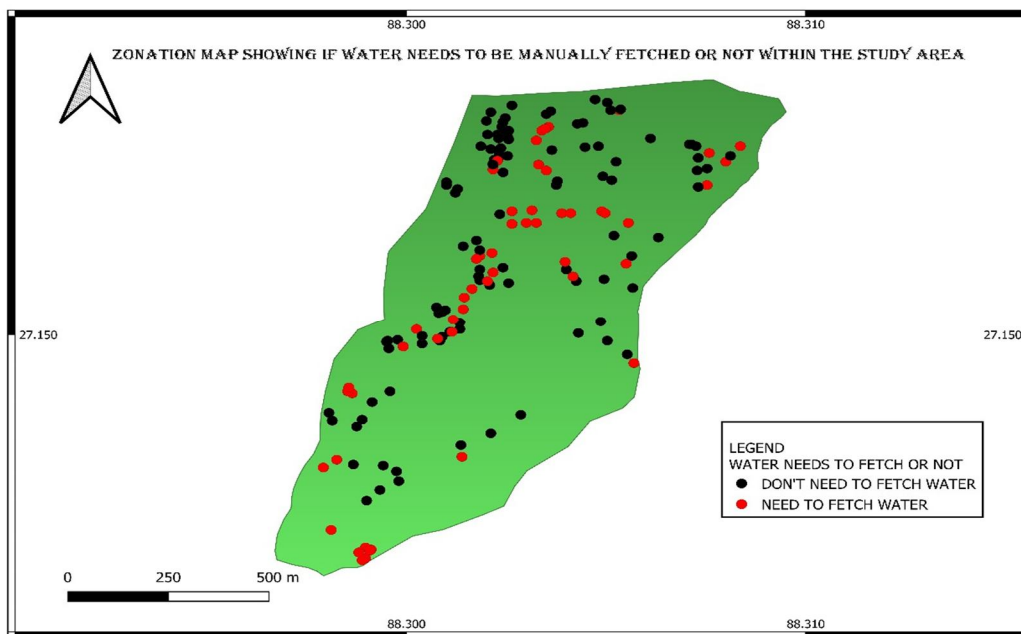 88.300 88.310
ZONATION MAP SHOWING IF WATER NEEDS TO BE MANUALLY FETCHED OR NOT WITHIN THE STUDY AREA
27.150 27.150
LEGEND
WATER NEEDS TO FETCH OR NOT
DON'T NEED TO FETCH WATER
NEED TO FETCH WATER
0 250 500 m
88.300 88.310